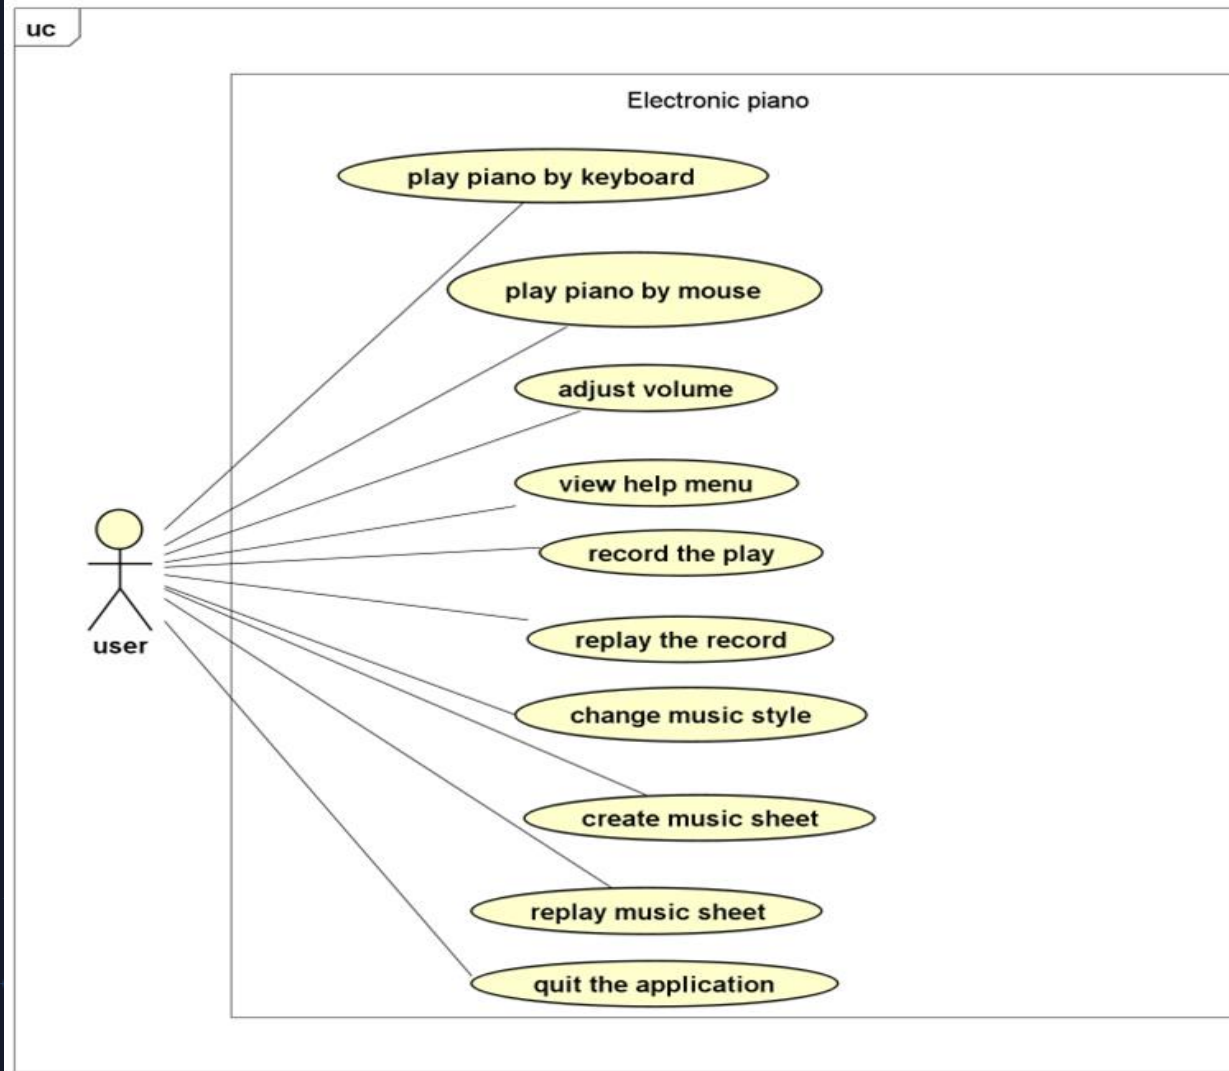 uc
Electronic piano
play piano by keyboard
play piano by mouse
adjust volume
view help menu
record the play
replay the record
user
change music style
create music sheet
replay music sheet
quit the application